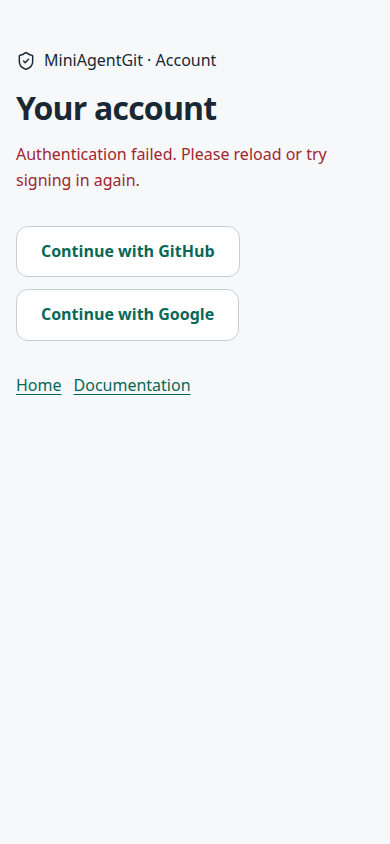 MiniAgentGit · Account
Your account
Authentication failed. Please reload or try
signing in again.
Continue with GitHub
Continue with Google
Home Documentation